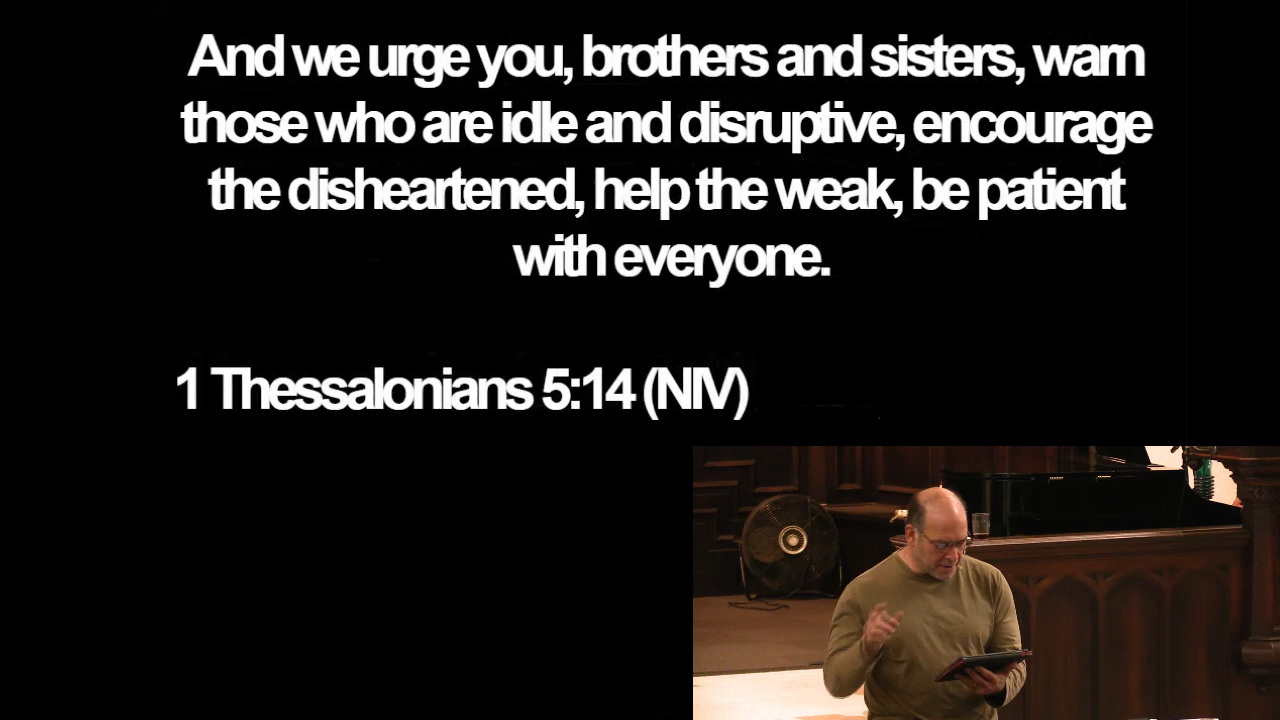 And we urge you, brothers and sisters, warn
those who are idle and disruptive, encourage
the disheartened, help the weak, be patient
with everyone.
1 Thessalonians 5:14 (NIV)